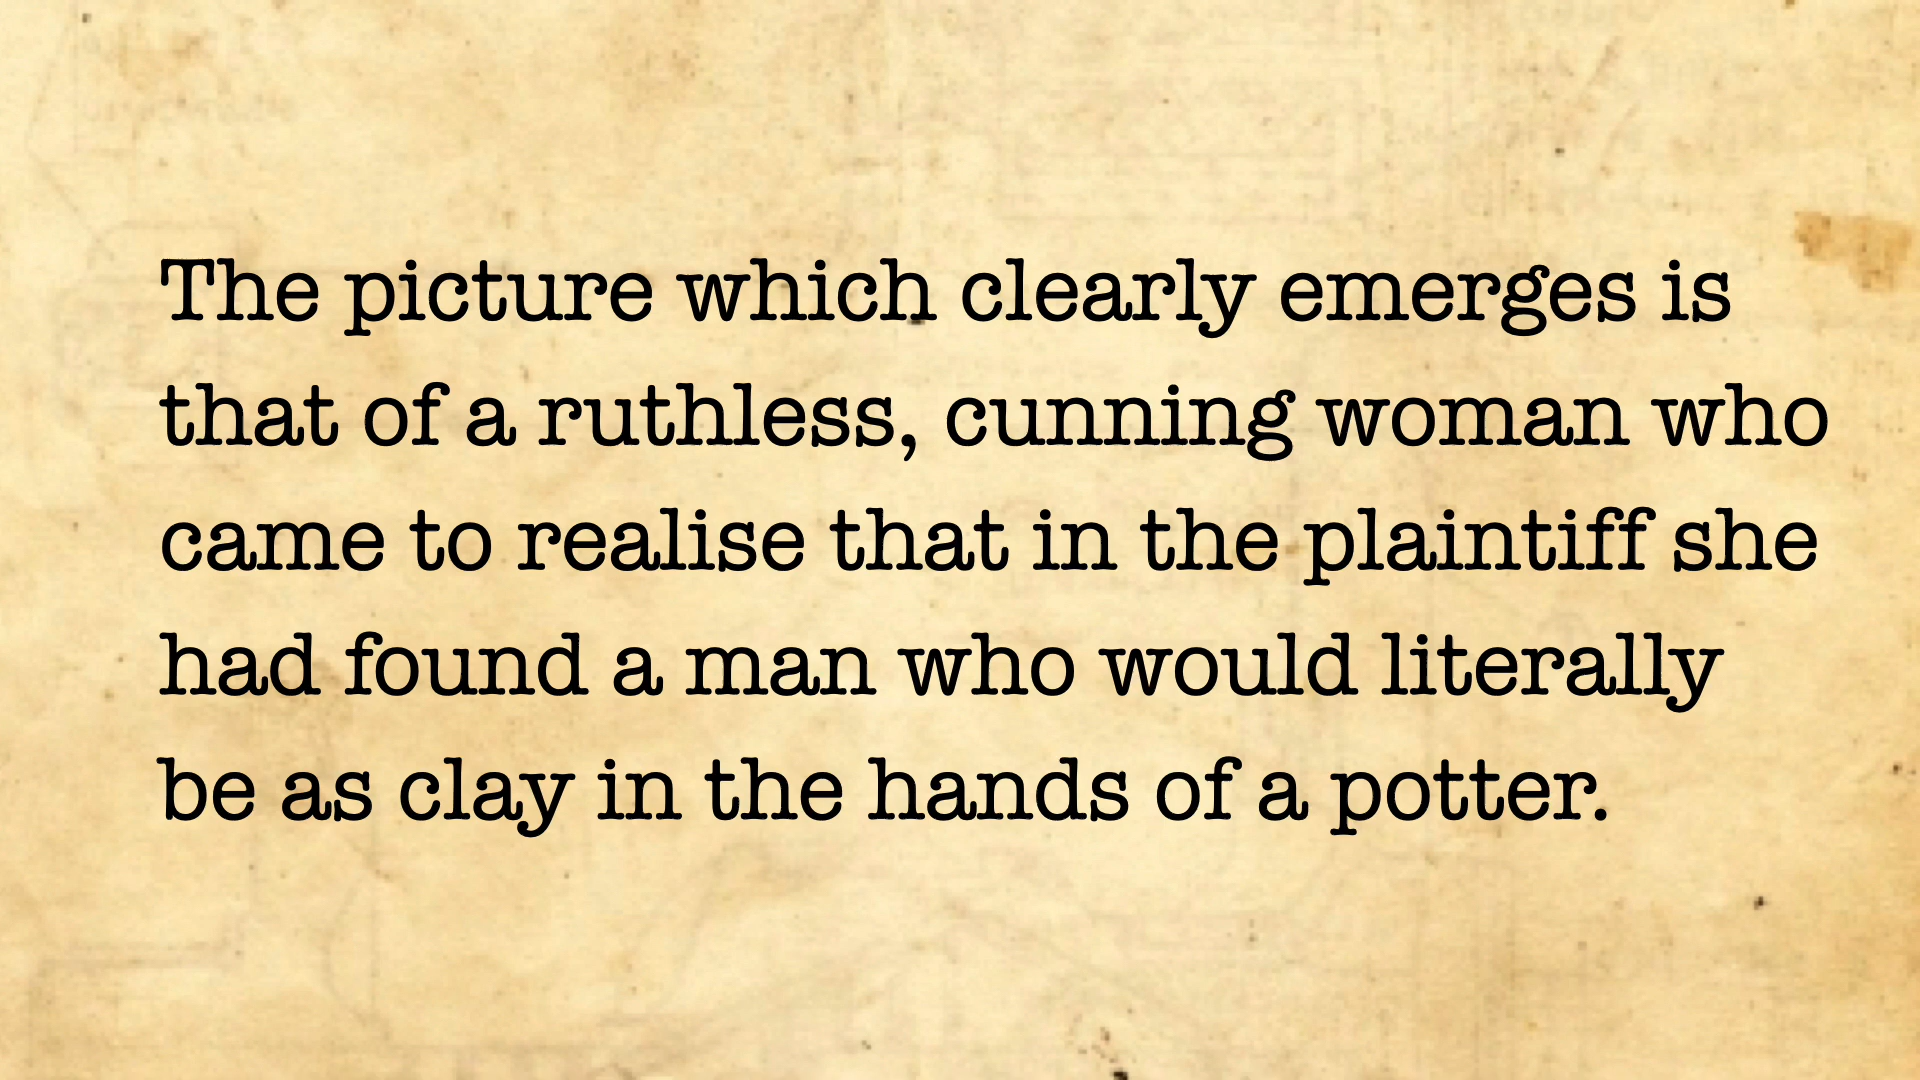 The picture which clearly emerges is
that of a ruthless, cunning woman who
came to realise that in the plaintiff she
had found a man who would literally
be as clay in the hands of a potter.